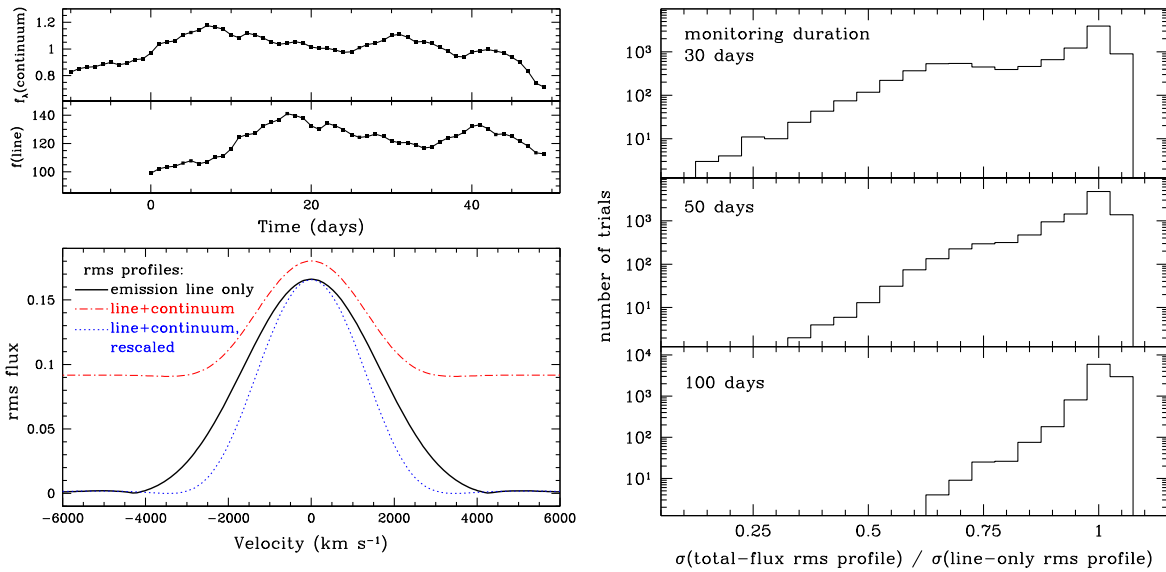 f_λ(continuum)
1.2
1
0.8
f(line)
140
120
100
0
20
40
Time (days)
rms profiles:
emission line only
line+continuum
line+continuum,
rescaled
rms flux
0.15
0.1
0.05
0
−6000
−4000
−2000
0
2000
4000
6000
Velocity (km s⁻¹)
number of trials
monitoring duration
30 days
10³
10²
10¹
50 days
10³
10²
10¹
100 days
10⁴
10³
10²
10¹
0.25
0.5
0.75
1
σ(total−flux rms profile) / σ(line−only rms profile)